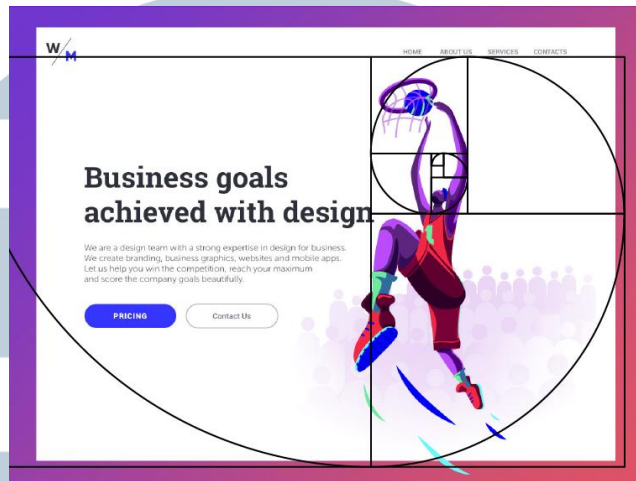 W/M
HOME ABOUT US SERVICES CONTACTS
Business goals
achieved with design
We are a design team with a strong expertise in design for business.
We create branding, business graphics, websites and mobile apps.
Let us help you win the competition, reach your maximum
and score the company goals beautifully.
PRICING Contact Us